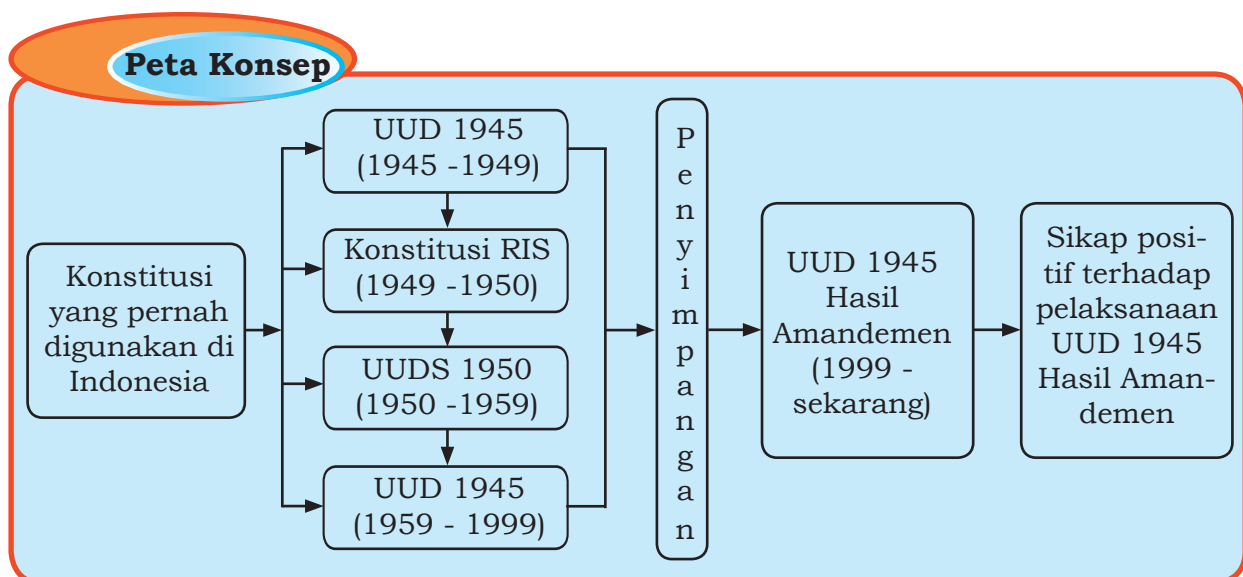 Peta Konsep
Konstitusi
yang pernah
digunakan di
Indonesia
UUD 1945
(1945 -1949)
Konstitusi RIS
(1949 -1950)
UUDS 1950
(1950 -1959)
UUD 1945
(1959 - 1999)
P
e
n
y
i
m
p
a
n
g
a
n
UUD 1945
Hasil
Amandemen
(1999 -
sekarang)
Sikap posi-
tif terhadap
pelaksanaan
UUD 1945
Hasil Aman-
demen